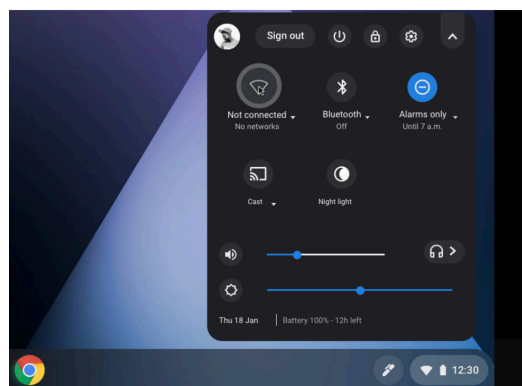 Sign out
Not connected
No networks
Bluetooth
Off
Alarms only
Until 7 a.m.
Cast
Night light
Thu 18 Jan
Battery 100% - 12h left
12:30